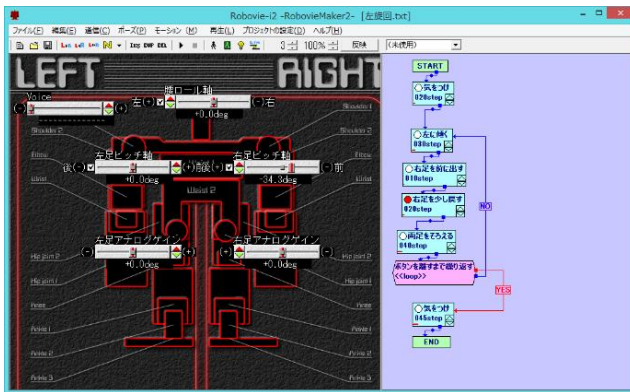 Robovie-i2 -RobovieMaker2- [左旋回.txt]
ファイル(F) 編集(E) 通信(C) ポーズ(P) モーション(M) 再生(L) プロジェクトの設定(D) ヘルプ(H)
3 100% 反映 (未使用)
LEFT RIGHT
Voice
(-) (+)
腰ロール軸
左(+) (-)右
+0.0deg
Shoulder 2
Shoulder 1
左足ピッチ軸
後(-) (+)前
+0.0deg
右足ピッチ軸
後(+) (-)前
-34.3deg
Waist 2
左足アナログゲイン
(-) (+)
+0.0deg
右足アナログゲイン
(+) (-)
+0.0deg
Hip joint 2
Hip joint 1
Knee
Ankle 1
Ankle 2
Ankle 3
START
気をつけ
020step
左に傾く
030step
右足を前に出す
010step
右足を少し戻す
020step
両足をそろえる
040step
ボタンを離すまで繰り返す
<<loop>>
NO
YES
気をつけ
045step
END